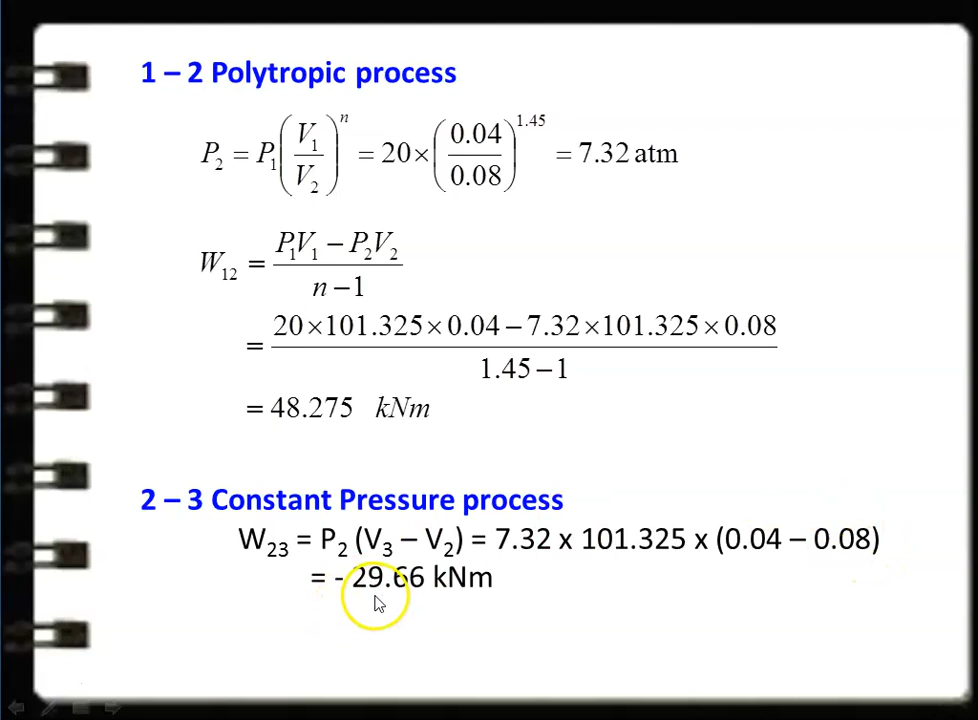 1 – 2 Polytropic process
P₂ = P₁(V₁/V₂)ⁿ = 20×(0.04/0.08)^1.45 = 7.32 atm
W₁₂ = (P₁V₁ − P₂V₂)/(n − 1)
= (20×101.325×0.04 − 7.32×101.325×0.08)/(1.45 − 1)
= 48.275 kNm
2 – 3 Constant Pressure process
W₂₃ = P₂ (V₃ – V₂) = 7.32 x 101.325 x (0.04 – 0.08)
= - 29.66 kNm